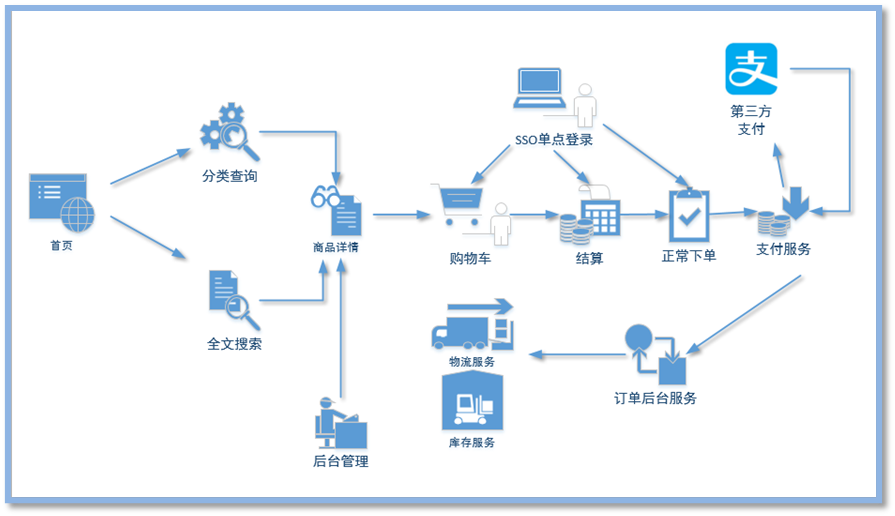 支
第三方
支付
SSO单点登录
分类查询
首页
商品详情
购物车
结算
正常下单
支付服务
全文搜索
物流服务
订单后台服务
库存服务
后台管理